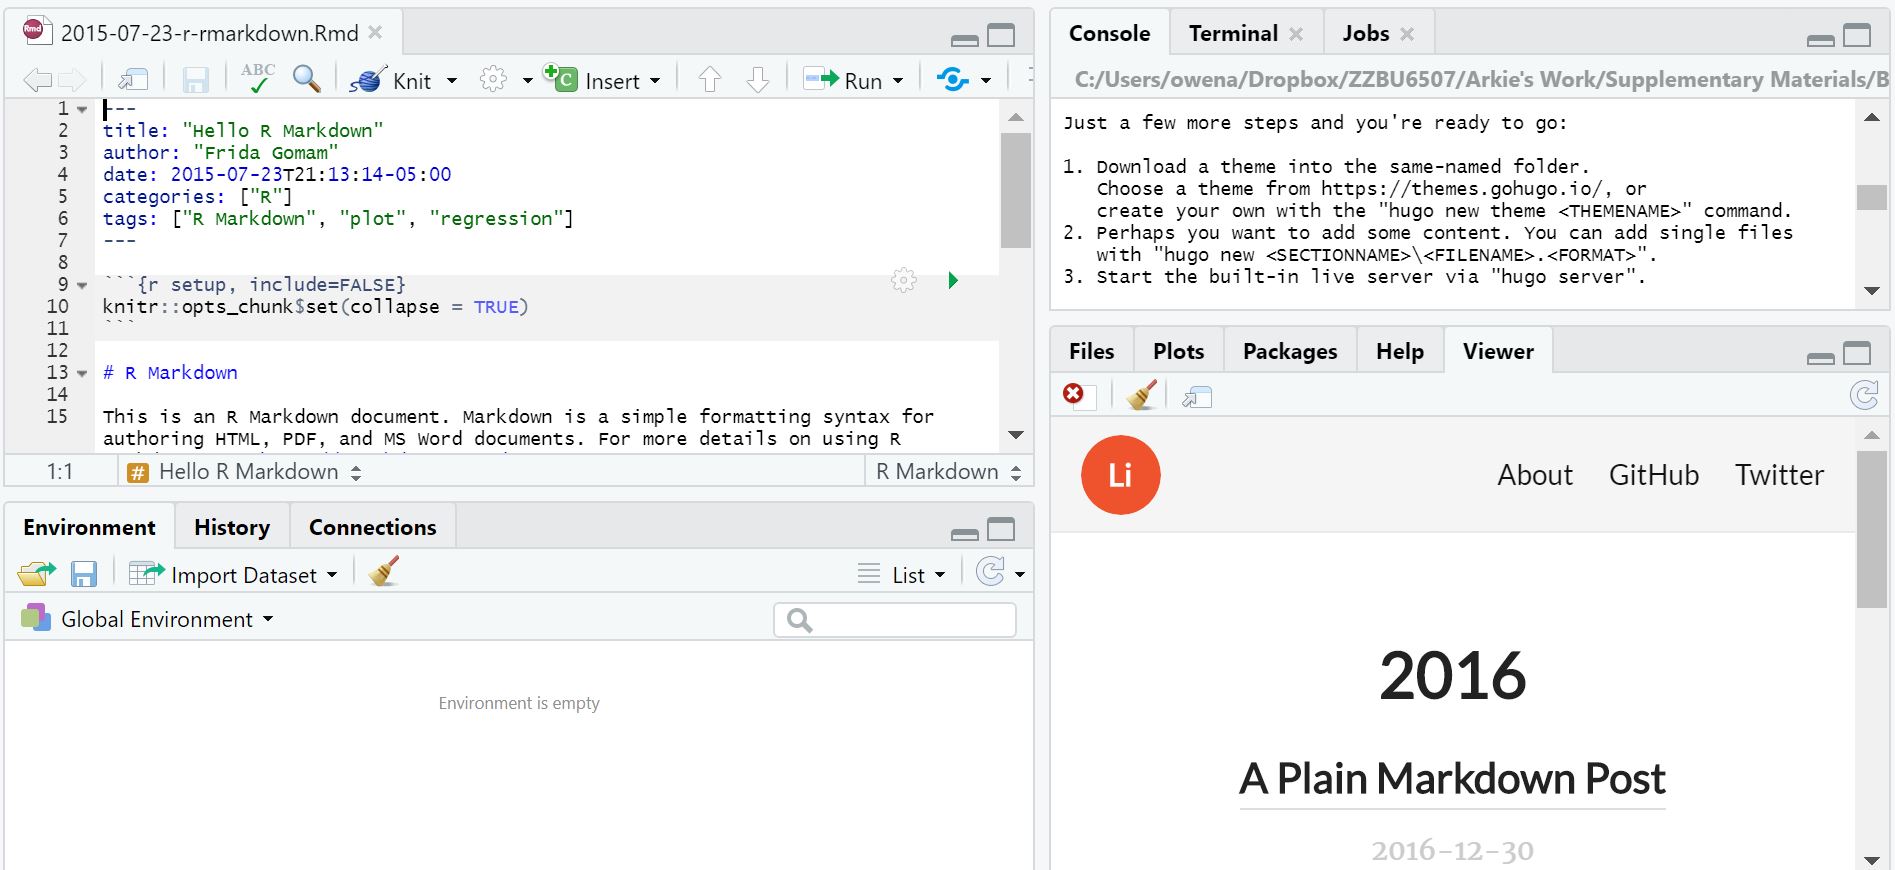 2015-07-23-r-rmarkdown.Rmd
ABC Knit Insert Run
1 ---
2 title: "Hello R Markdown"
3 author: "Frida Gomam"
4 date: 2015-07-23T21:13:14-05:00
5 categories: ["R"]
6 tags: ["R Markdown", "plot", "regression"]
7 ---
8
9 ```{r setup, include=FALSE}
10 knitr::opts_chunk$set(collapse = TRUE)
11 ```
12
13 # R Markdown
14
15 This is an R Markdown document. Markdown is a simple formatting syntax for
authoring HTML, PDF, and MS Word documents. For more details on using R
1:1 # Hello R Markdown R Markdown
Environment History Connections
Import Dataset List
Global Environment
Environment is empty
Console Terminal Jobs
C:/Users/owena/Dropbox/ZZBU6507/Arkie's Work/Supplementary Materials/B
Just a few more steps and you're ready to go:
1. Download a theme into the same-named folder.
Choose a theme from https://themes.gohugo.io/, or
create your own with the "hugo new theme <THEMENAME>" command.
2. Perhaps you want to add some content. You can add single files
with "hugo new <SECTIONNAME>\<FILENAME>.<FORMAT>".
3. Start the built-in live server via "hugo server".
Files Plots Packages Help Viewer
Li About GitHub Twitter
2016
A Plain Markdown Post
2016-12-30